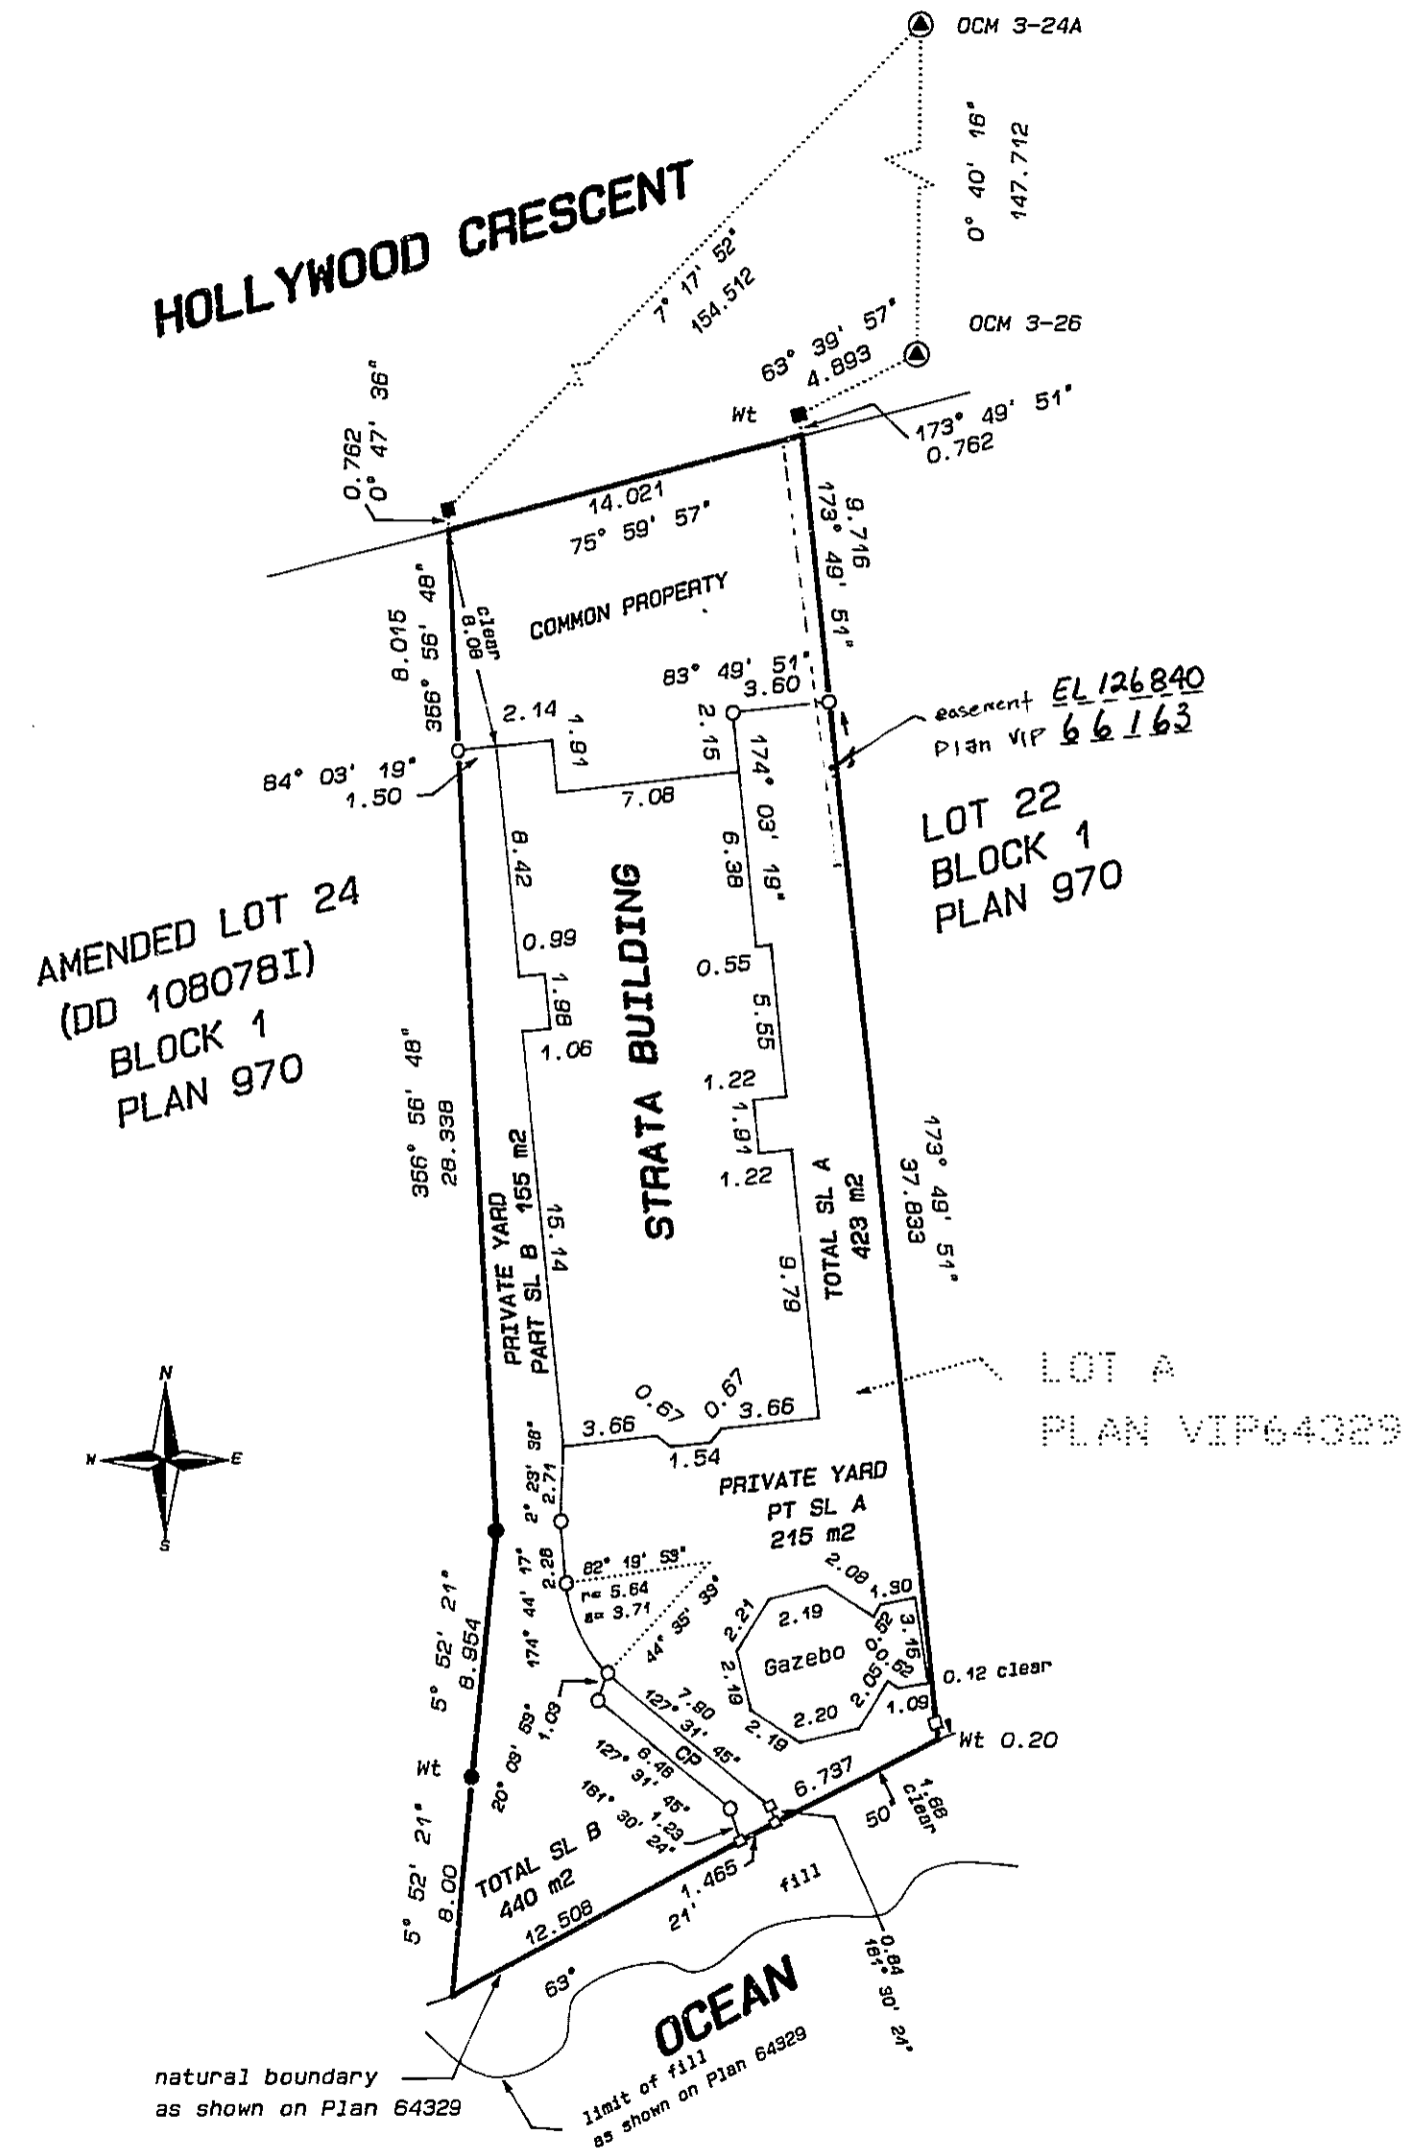 OCM 3-24A
0° 40' 16"
147.712
HOLLYWOOD CRESCENT
7° 17' 52"
154.512
OCM 3-26
63° 39' 57"
4.893
Wt
173° 49' 51"
0.762
0.762
0° 47' 36"
14.021
75° 59' 57"
9.716
173° 49' 51"
8.015
356° 56' 48"
clear
8.08
COMMON PROPERTY
83° 49' 51"
3.60
easement EL 126840
Plan VIP 66163
2.14
1.91
2.15
174° 03' 19"
84° 03' 19"
1.50
7.08
LOT 22
BLOCK 1
PLAN 970
8.42
6.38
AMENDED LOT 24
(DD 108078I)
BLOCK 1
PLAN 970
STRATA BUILDING
0.99
1.98
1.06
0.55
5.55
1.22
1.91
1.22
356° 56' 48"
28.338
173° 49' 51"
37.833
PRIVATE YARD
PART SL B 155 m2
15.14
TOTAL SL A
423 m2
9.79
LOT A
PLAN VIP64329
3.66
0.67
0.67
3.66
1.54
N
W
E
S
2° 23' 38"
2.71
PRIVATE YARD
PT SL A
215 m2
174° 44' 17"
2.28
82° 19' 59"
r= 5.64
a= 3.71
44° 35' 39"
2.08
1.30
2.21
2.19
3.15
0.52
0.52
Gazebo
2.18
2.05
2.20
2.19
1.09
0.12 clear
Wt 0.20
5° 52' 21"
8.954
20° 09' 59"
1.09
7.90
127° 31' 45"
CP
6.46
127° 31' 45"
1.23
161° 30' 24"
6.737
1.66
clear
50"
Wt
5° 52' 21"
8.00
TOTAL SL B
440 m2
12.508
1.465
21'
63°
fill
0.84
161° 30' 24"
OCEAN
natural boundary
as shown on Plan 64329
limit of fill
as shown on Plan 64329